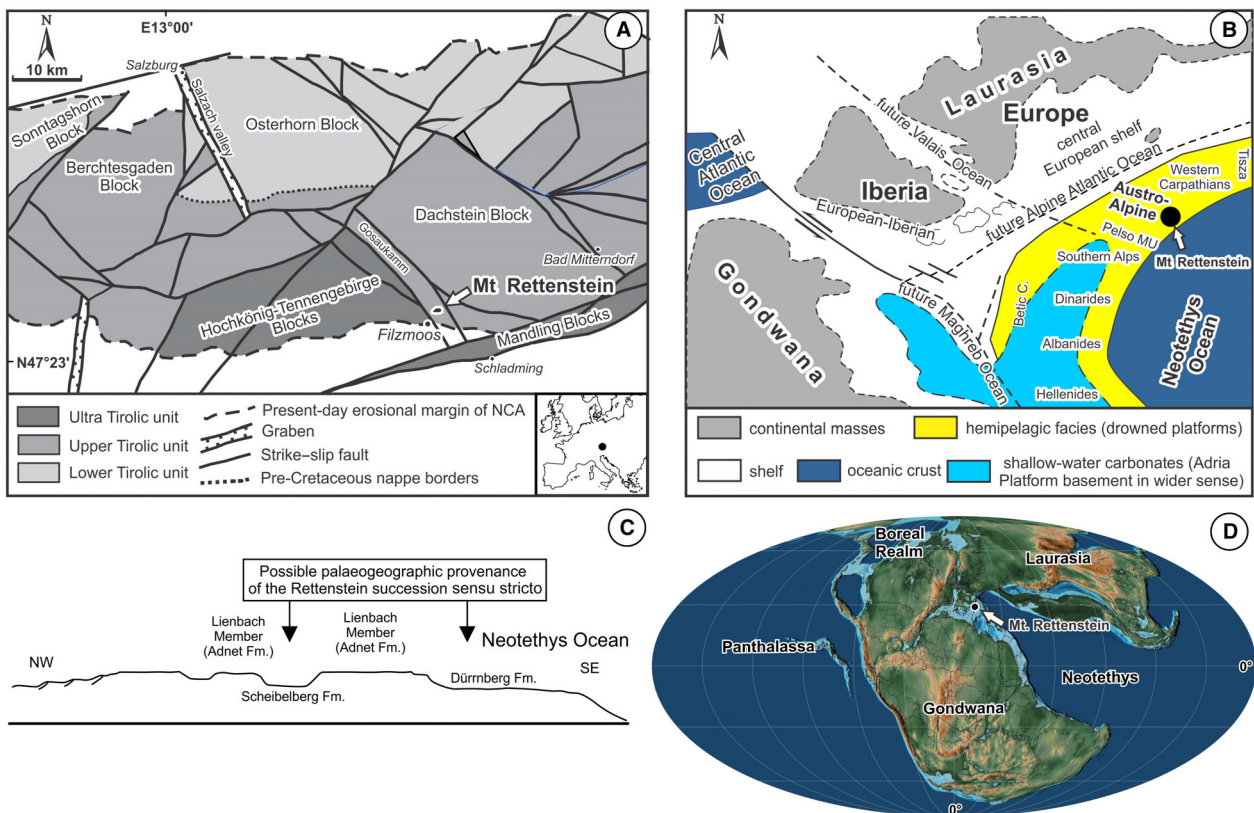 A
N
10 km
E13°00'
Salzburg
Salzach valley
Sonntagshorn
Block
Osterhorn Block
Berchtesgaden
Block
Dachstein Block
Gosaukamm
Bad Mitterndorf
Mt Rettenstein
Hochkönig-Tennengebirge
Blocks
Filzmoos
Mandling Blocks
N47°23'
Schladming
Ultra Tirolic unit
Upper Tirolic unit
Lower Tirolic unit
Present-day erosional margin of NCA
Graben
Strike–slip fault
Pre-Cretaceous nappe borders
B
N
Laurasia
Europe
future Valais Ocean
central
European shelf
Central
Atlantic
Ocean
Iberia
European-Iberian
future Alpine Atlantic Ocean
Tisza
Western
Carpathians
Austro-
Alpine
Pelso MU
Mt Rettenstein
Southern Alps
Gondwana
future Maghreb Ocean
Betic C.
Dinarides
Albanides
Hellenides
Neotethys
Ocean
continental masses
hemipelagic facies (drowned platforms)
shelf
oceanic crust
shallow-water carbonates (Adria
Platform basement in wider sense)
C
Possible palaeogeographic provenance
of the Rettenstein succession sensu stricto
Lienbach
Member
(Adnet Fm.)
Lienbach
Member
(Adnet Fm.)
Neotethys Ocean
NW
SE
Scheibelberg Fm.
Dürrnberg Fm.
D
Boreal
Realm
Laurasia
Mt. Rettenstein
Panthalassa
Neotethys
0°
Gondwana
0°